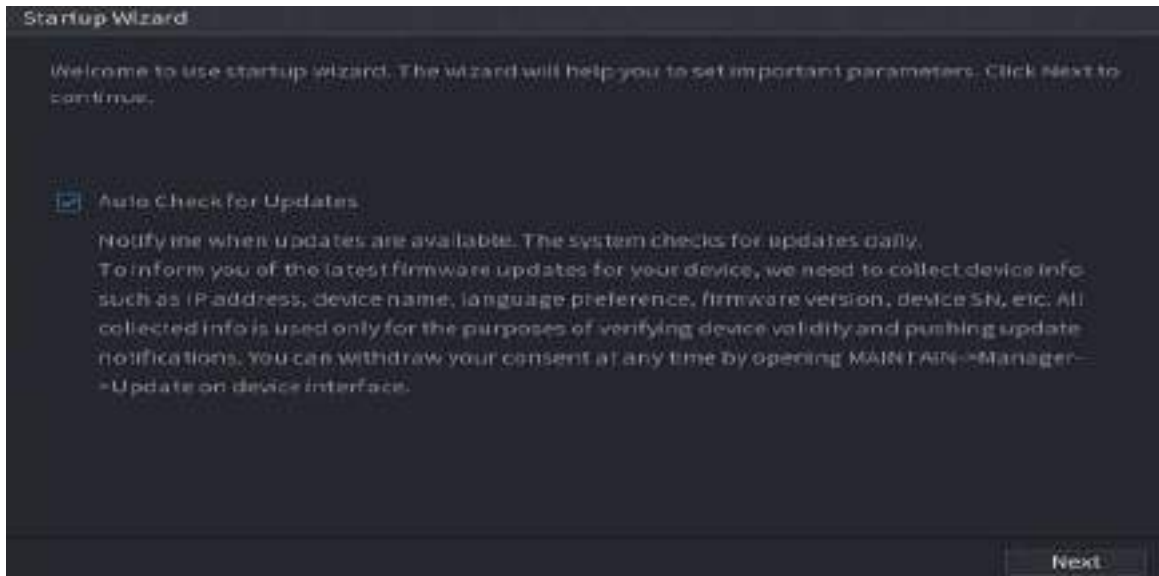 Startup Wizard
Welcome to use startup wizard. The wizard will help you to set important parameters. Click Next to
continue.
Auto Check for Updates
Notify me when updates are available. The system checks for updates daily.
To inform you of the latest firmware updates for your device, we need to collect device info
such as IP address, device name, language preference, firmware version, device SN, etc. All
collected info is used only for the purposes of verifying device validity and pushing update
notifications. You can withdraw your consent at any time by opening MAINTAIN->Manager-
>Update on device interface.
Next